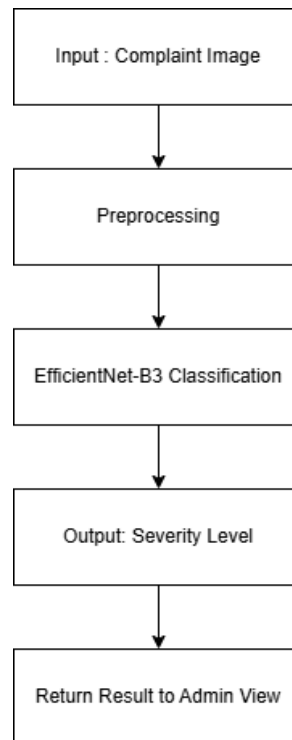 Input : Complaint Image
Preprocessing
EfficientNet-B3 Classification
Output: Severity Level
Return Result to Admin View